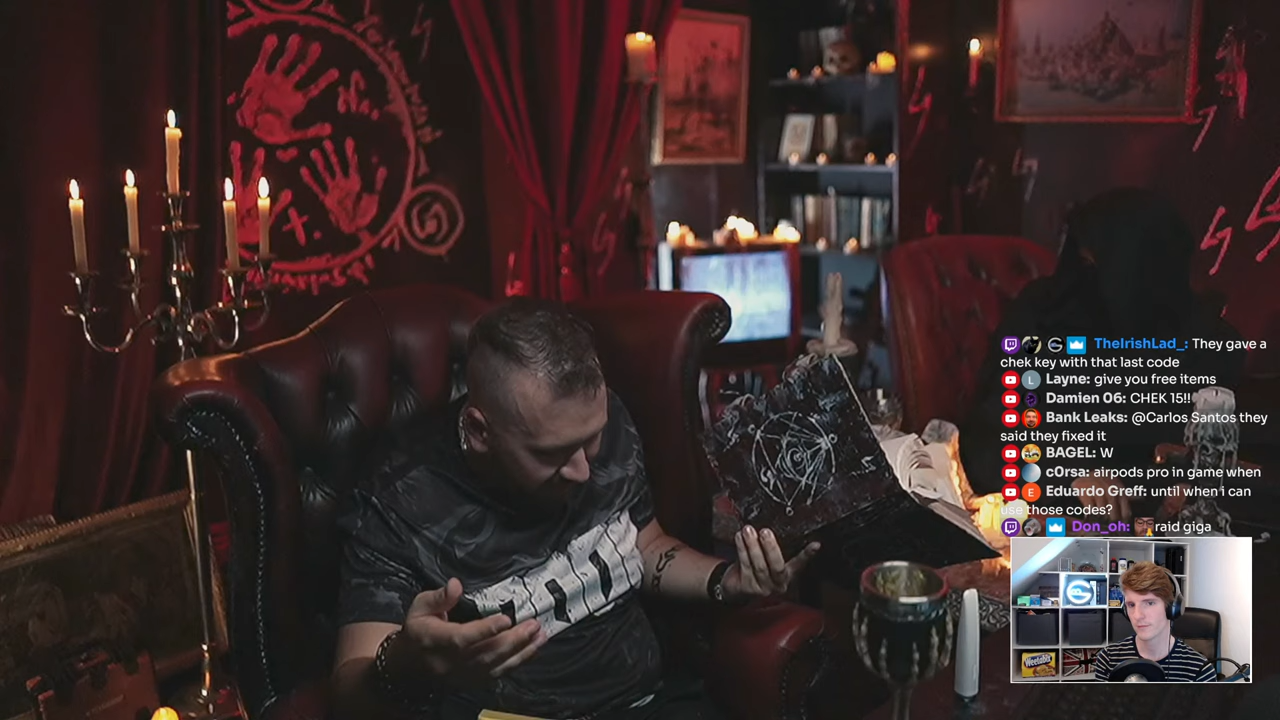 TheIrishLad_: They gave a
chek key with that last code
Layne: give you free items
Damien 06: CHEK 15!!
Bank Leaks: @Carlos Santos they
said they fixed it
BAGEL: W
c0rsa: airpods pro in game when
Eduardo Greff: until when i can
use those codes?
Don_oh: raid giga
Weetabix